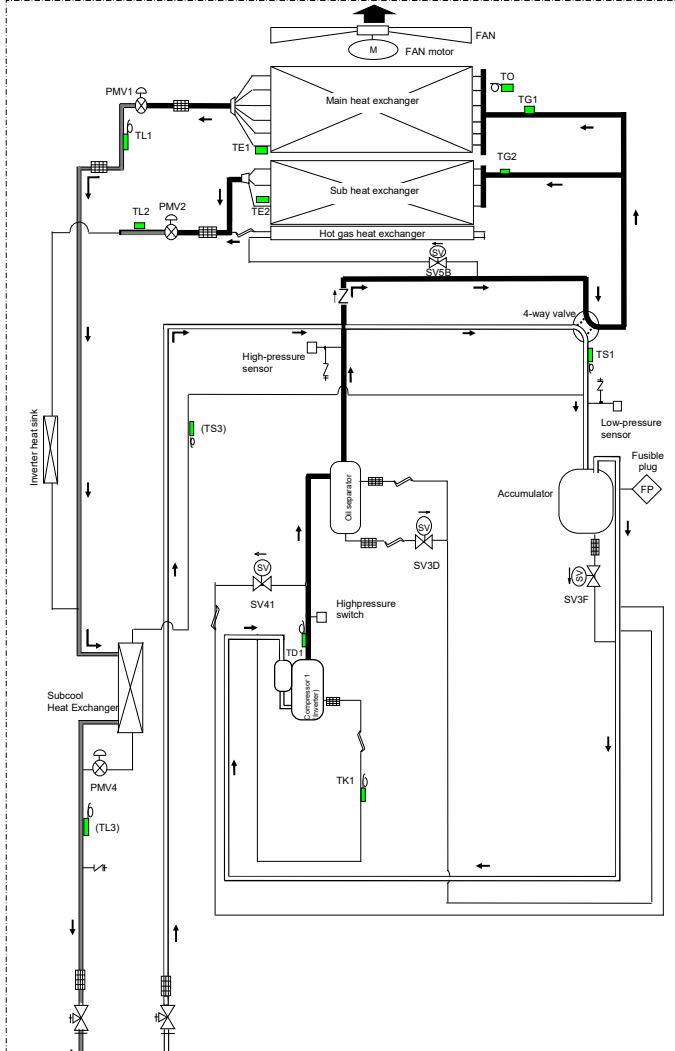 FAN
M
FAN motor
PMV1
Main heat exchanger
TO
TG1
TL1
TE1
TG2
Sub heat exchanger
TL2
PMV2
TE2
Hot gas heat exchanger
SV
SV5B
4-way valve
High-pressure
sensor
TS1
(TS3)
Low-pressure
sensor
Inverter heat sink
Oil separator
Accumulator
Fusible
plug
FP
SV
SV3D
SV
SV41
SV
SV3F
Highpressure
switch
TD1
Compressor 1
(Inverter)
Subcool
Heat Exchanger
TK1
PMV4
(TL3)